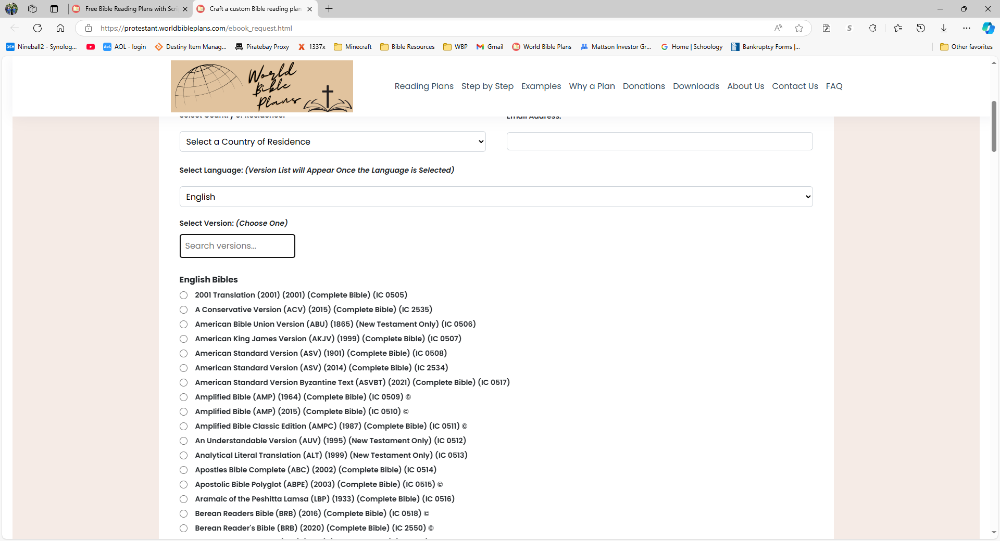 Free Bible Reading Plans with Scri
Craft a custom Bible reading plan
https://protestant.worldbibleplans.com/ebook_request.html
Nineball2 - Synolog...
AOL - login
Destiny Item Manag...
Piratebay Proxy
1337x
Minecraft
Bible Resources
WBP
Gmail
World Bible Plans
Mattson Investor Gr...
Home | Schoology
Bankruptcy Forms |...
Other favorites
World
Bible
Plans
Reading Plans Step by Step Examples Why a Plan Donations Downloads About Us Contact Us FAQ
Select Country of Residence:
Email Address:
Select a Country of Residence
Select Language: (Version List will Appear Once the Language is Selected)
English
Select Version: (Choose One)
Search versions...
English Bibles
2001 Translation (2001) (2001) (Complete Bible) (IC 0505)
A Conservative Version (ACV) (2015) (Complete Bible) (IC 2535)
American Bible Union Version (ABU) (1865) (New Testament Only) (IC 0506)
American King James Version (AKJV) (1999) (Complete Bible) (IC 0507)
American Standard Version (ASV) (1901) (Complete Bible) (IC 0508)
American Standard Version (ASV) (2014) (Complete Bible) (IC 2534)
American Standard Version Byzantine Text (ASVBT) (2021) (Complete Bible) (IC 0517)
Amplified Bible (AMP) (1964) (Complete Bible) (IC 0509) ©
Amplified Bible (AMP) (2015) (Complete Bible) (IC 0510) ©
Amplified Bible Classic Edition (AMPC) (1987) (Complete Bible) (IC 0511) ©
An Understandable Version (AUV) (1995) (New Testament Only) (IC 0512)
Analytical Literal Translation (ALT) (1999) (New Testament Only) (IC 0513)
Apostles Bible Complete (ABC) (2002) (Complete Bible) (IC 0514)
Apostolic Bible Polyglot (ABPE) (2003) (Complete Bible) (IC 0515) ©
Aramaic of the Peshitta Lamsa (LBP) (1933) (Complete Bible) (IC 0516)
Berean Readers Bible (BRB) (2016) (Complete Bible) (IC 0518) ©
Berean Reader's Bible (BRB) (2020) (Complete Bible) (IC 2550) ©